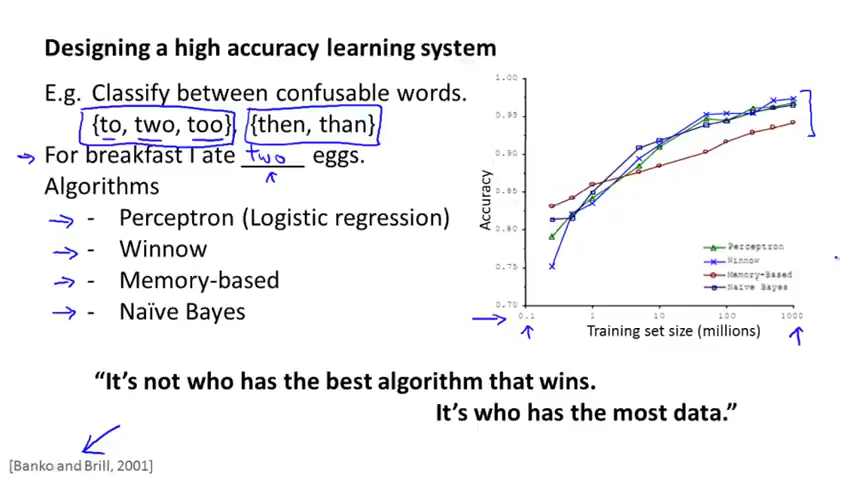 Designing a high accuracy learning system
E.g. Classify between confusable words.
{to, two, too}, {then, than}
For breakfast I ate two eggs.
Algorithms
- Perceptron (Logistic regression)
- Winnow
- Memory-based
- Naïve Bayes
1.00
0.95
0.90
0.85
0.80
0.75
0.70
Accuracy
Perceptron
Winnow
Memory-Based
Naïve Bayes
0.1 1 10 100 1000
Training set size (millions)
“It’s not who has the best algorithm that wins.
It’s who has the most data.”
[Banko and Brill, 2001]